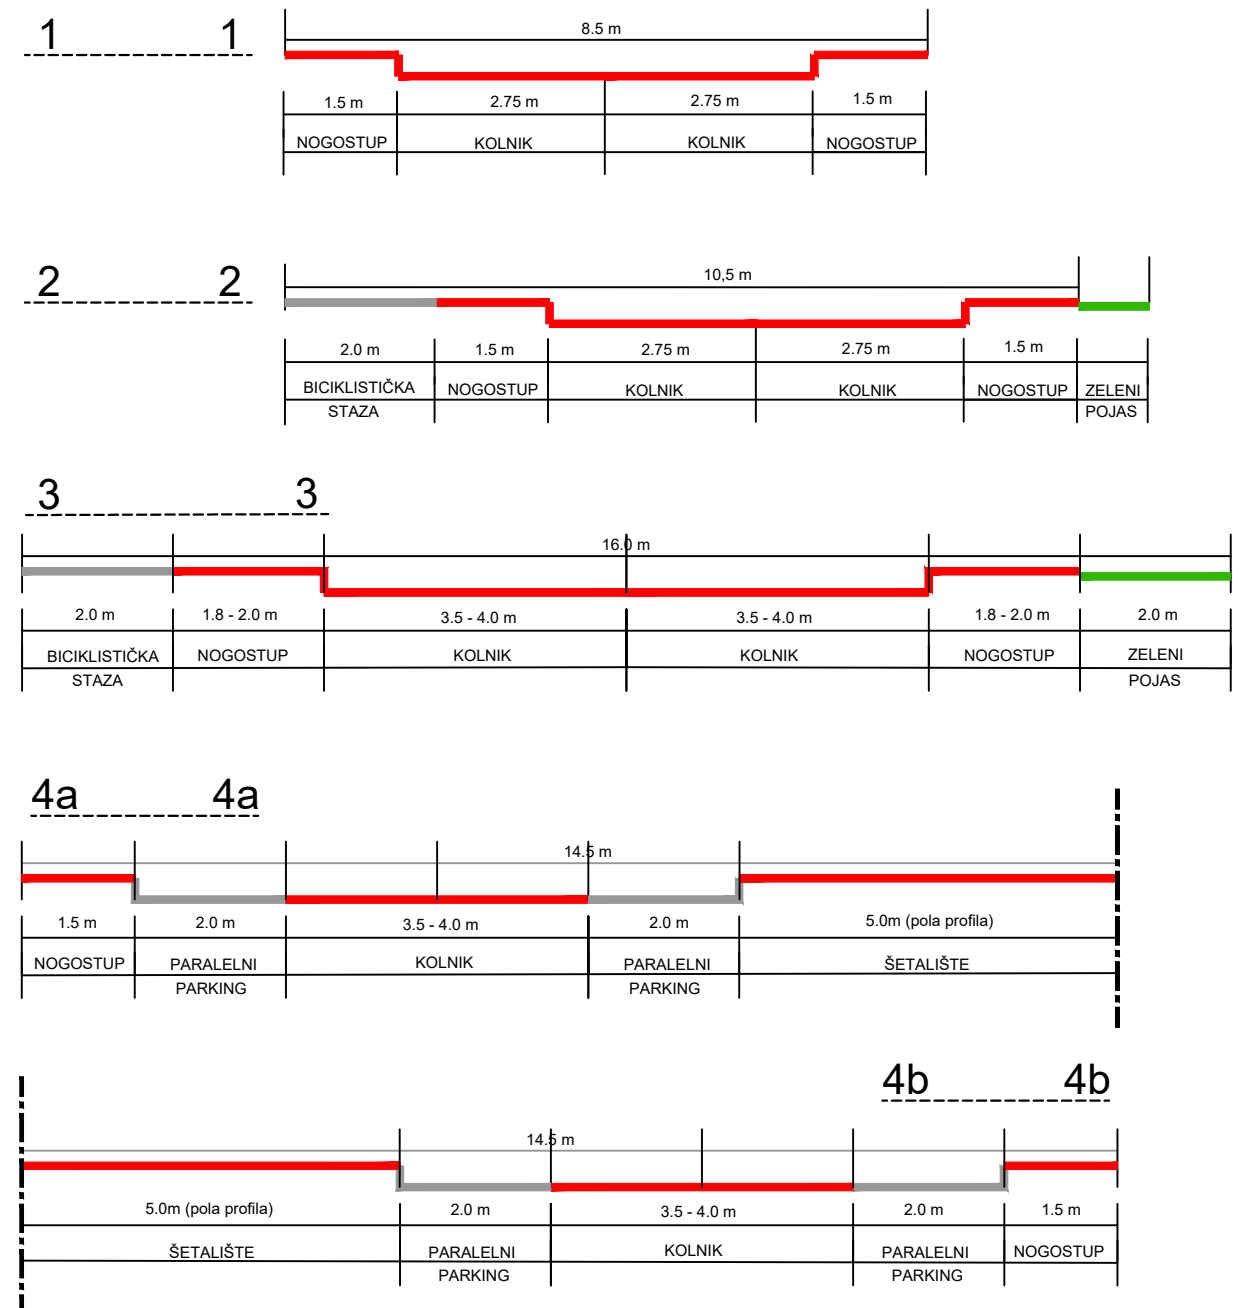 1 1
8.5 m
1.5 m 2.75 m 2.75 m 1.5 m
NOGOSTUP KOLNIK KOLNIK NOGOSTUP
2 2
10,5 m
2.0 m 1.5 m 2.75 m 2.75 m 1.5 m
BICIKLISTIČKA NOGOSTUP KOLNIK KOLNIK NOGOSTUP ZELENI
STAZA POJAS
3 3
16.0 m
2.0 m 1.8 - 2.0 m 3.5 - 4.0 m 3.5 - 4.0 m 1.8 - 2.0 m 2.0 m
BICIKLISTIČKA NOGOSTUP KOLNIK KOLNIK NOGOSTUP ZELENI
STAZA POJAS
4a 4a
14.5 m
1.5 m 2.0 m 3.5 - 4.0 m 2.0 m 5.0m (pola profila)
NOGOSTUP PARALELNI KOLNIK PARALELNI ŠETALIŠTE
PARKING PARKING
4b 4b
14.5 m
5.0m (pola profila) 2.0 m 3.5 - 4.0 m 2.0 m 1.5 m
ŠETALIŠTE PARALELNI KOLNIK PARALELNI NOGOSTUP
PARKING PARKING